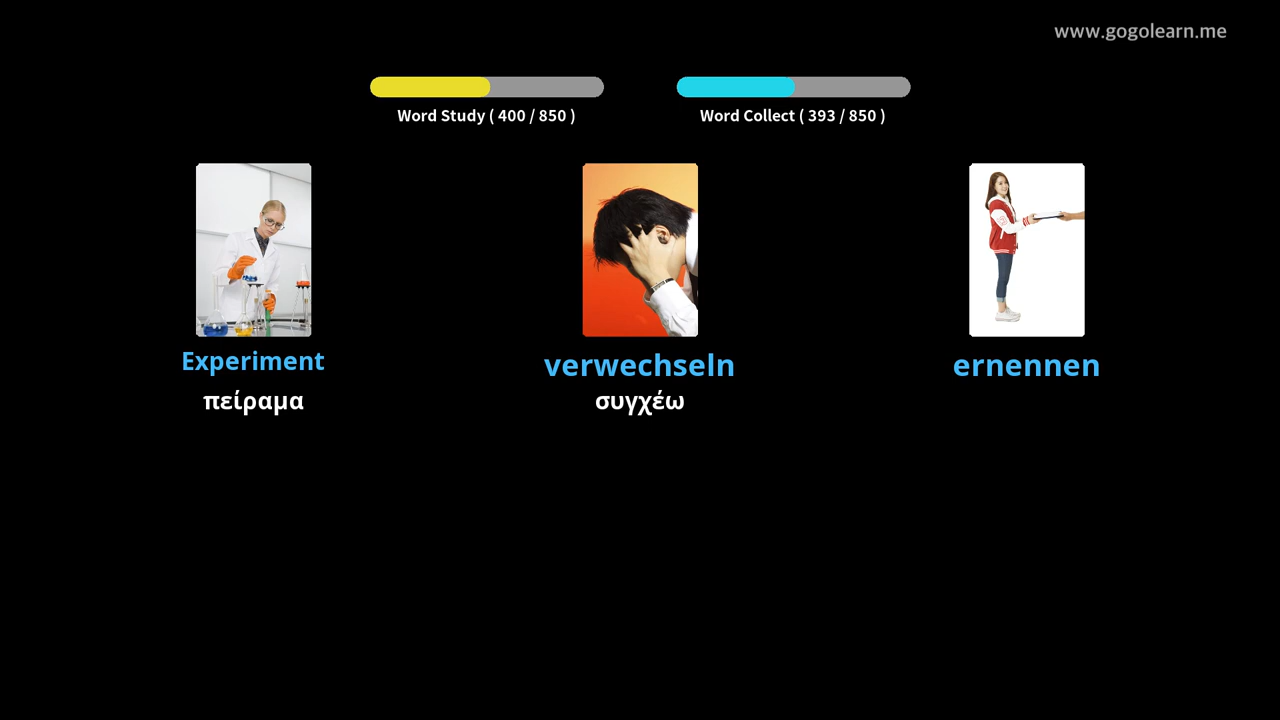 www.gogolearn.me
Word Study ( 400 / 850 )
Word Collect ( 393 / 850 )
Experiment
πείραμα
verwechseln
συγχέω
ernennen